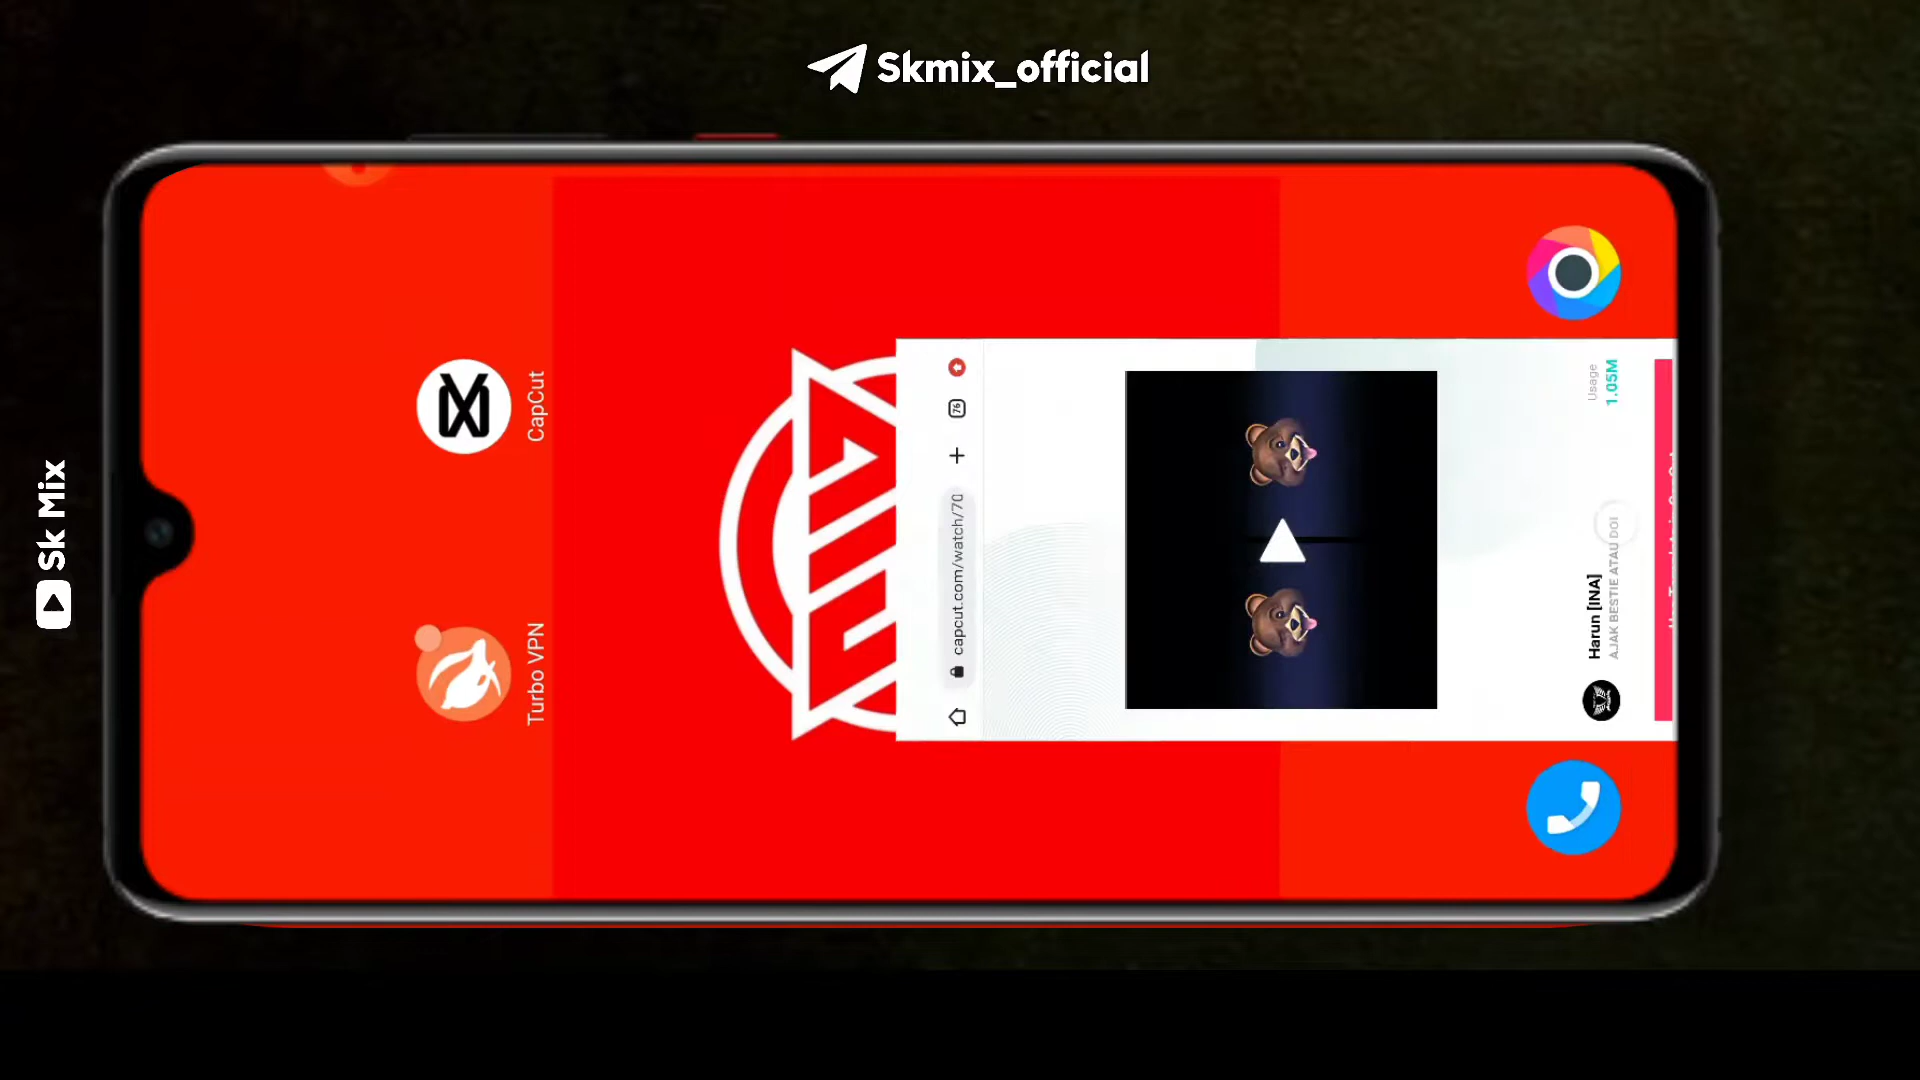 Skmix_official
Sk Mix
CapCut
Turbo VPN
capcut.com/watch/70
76
Harun [INA]
AJAK BESTIE ATAU DOI
Usage
1.05M